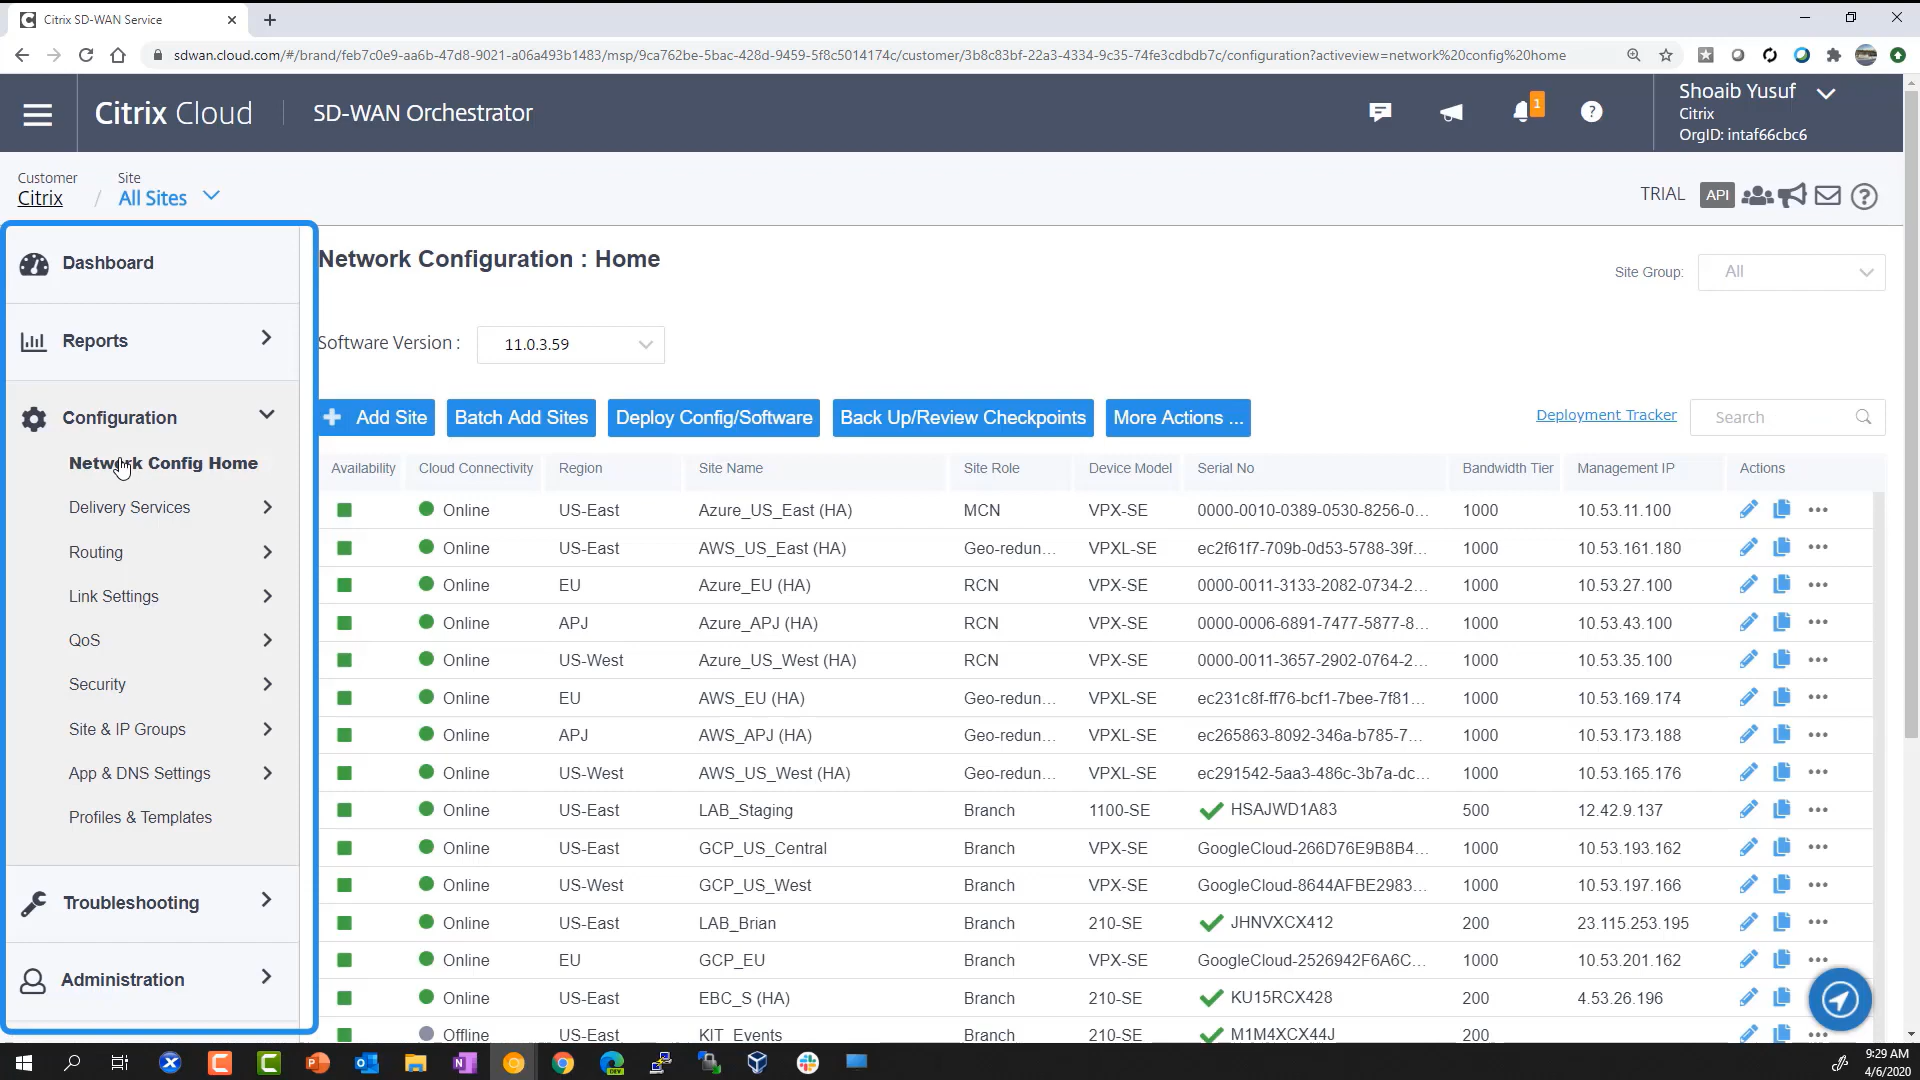 Citrix SD-WAN Service
sdwan.cloud.com/#/brand/feb7c0e9-aa6b-47d8-9021-a06a493b1483/msp/9ca762be-5bac-428d-9459-5f8c5014174c/customer/3b8c83bf-22a3-4334-9c35-74fe3cdbdb7c/configuration?activeview=network%20config%20home
Citrix Cloud
SD-WAN Orchestrator
1
Shoaib Yusuf
Citrix
OrgID: intaf66cbc6
Customer
Citrix
/
Site
All Sites
TRIAL
API
Dashboard
Reports
Configuration
Network Config Home
Delivery Services
Routing
Link Settings
QoS
Security
Site & IP Groups
App & DNS Settings
Profiles & Templates
Troubleshooting
Administration
Network Configuration : Home
Site Group: All
Software Version : 11.0.3.59
+ Add Site
Batch Add Sites
Deploy Config/Software
Back Up/Review Checkpoints
More Actions ...
Deployment Tracker
Search
Availability Cloud Connectivity Region Site Name Site Role Device Model Serial No Bandwidth Tier Management IP Actions
Online US-East Azure_US_East (HA) MCN VPX-SE 0000-0010-0389-0530-8256-0... 1000 10.53.11.100
Online US-East AWS_US_East (HA) Geo-redun... VPXL-SE ec2f61f7-709b-0d53-5788-39f... 1000 10.53.161.180
Online EU Azure_EU (HA) RCN VPX-SE 0000-0011-3133-2082-0734-2... 1000 10.53.27.100
Online APJ Azure_APJ (HA) RCN VPX-SE 0000-0006-6891-7477-5877-8... 1000 10.53.43.100
Online US-West Azure_US_West (HA) RCN VPX-SE 0000-0011-3657-2902-0764-2... 1000 10.53.35.100
Online EU AWS_EU (HA) Geo-redun... VPXL-SE ec231c8f-ff76-bcf1-7bee-7f81... 1000 10.53.169.174
Online APJ AWS_APJ (HA) Geo-redun... VPXL-SE ec265863-8092-346a-b785-7... 1000 10.53.173.188
Online US-West AWS_US_West (HA) Geo-redun... VPXL-SE ec291542-5aa3-486c-3b7a-dc... 1000 10.53.165.176
Online US-East LAB_Staging Branch 1100-SE HSAJWD1A83 500 12.42.9.137
Online US-East GCP_US_Central Branch VPX-SE GoogleCloud-266D76E9B8B4... 1000 10.53.193.162
Online US-West GCP_US_West Branch VPX-SE GoogleCloud-8644AFBE2983... 1000 10.53.197.166
Online US-East LAB_Brian Branch 210-SE JHNVXCX412 200 23.115.253.195
Online EU GCP_EU Branch VPX-SE GoogleCloud-2526942F6A6C... 1000 10.53.201.162
Online US-East EBC_S (HA) Branch 210-SE KU15RCX428 200 4.53.26.196
Offline US-East KIT_Events Branch 210-SE M1M4XCX44J 200
9:29 AM
4/6/2020